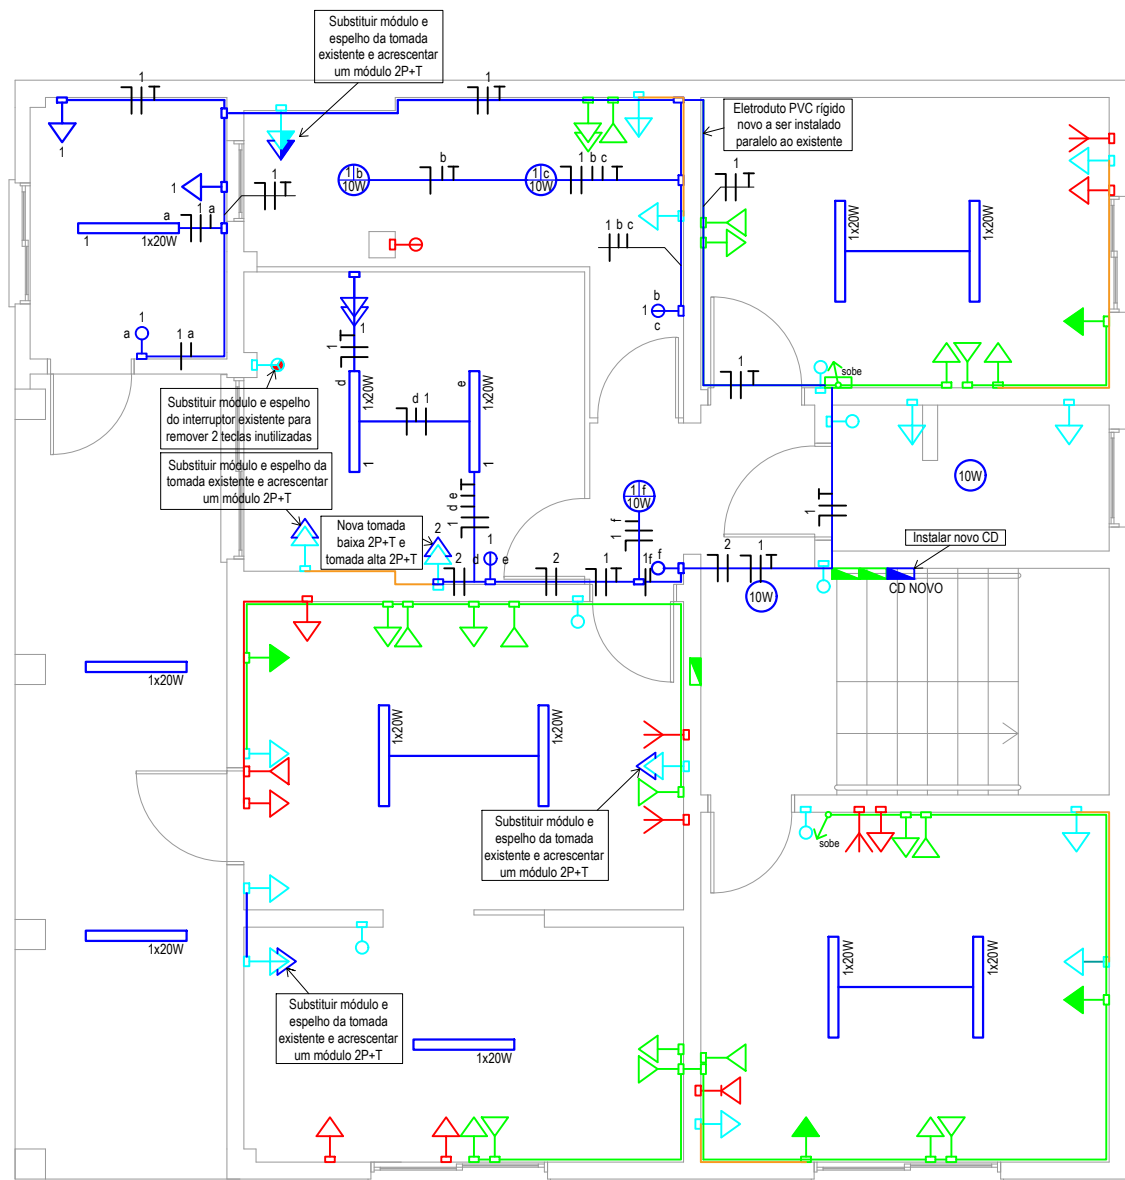 Substituir módulo e
espelho da tomada
existente e acrescentar
um módulo 2P+T
1
1
Eletroduto PVC rígido
novo a ser instalado
paralelo ao existente
1
b
1 b c
1 b
10W
1 c
10W
1
1
1
a
1 a
1
1x20W
1 b c
1x20W
1x20W
b
1
c
1
a
1 a
1
1
d
1x20W
e
1x20W
d 1
1
1
1
sobe
Substituir módulo e espelho
do interruptor existente para
remover 2 teclas inutilizadas
Substituir módulo e espelho da
tomada existente e acrescentar
um módulo 2P+T
Nova tomada
baixa 2P+T e
tomada alta 2P+T
2
1 d e
1 f
10W
1 f
10W
1
Instalar novo CD
CD NOVO
2
d
1
e
2
1
1f
f
2
1
10W
1x20W
1x20W
1x20W
Substituir módulo e
espelho da tomada
existente e acrescentar
um módulo 2P+T
sobe
1x20W
1x20W
1x20W
Substituir módulo e
espelho da tomada
existente e acrescentar
um módulo 2P+T
1x20W